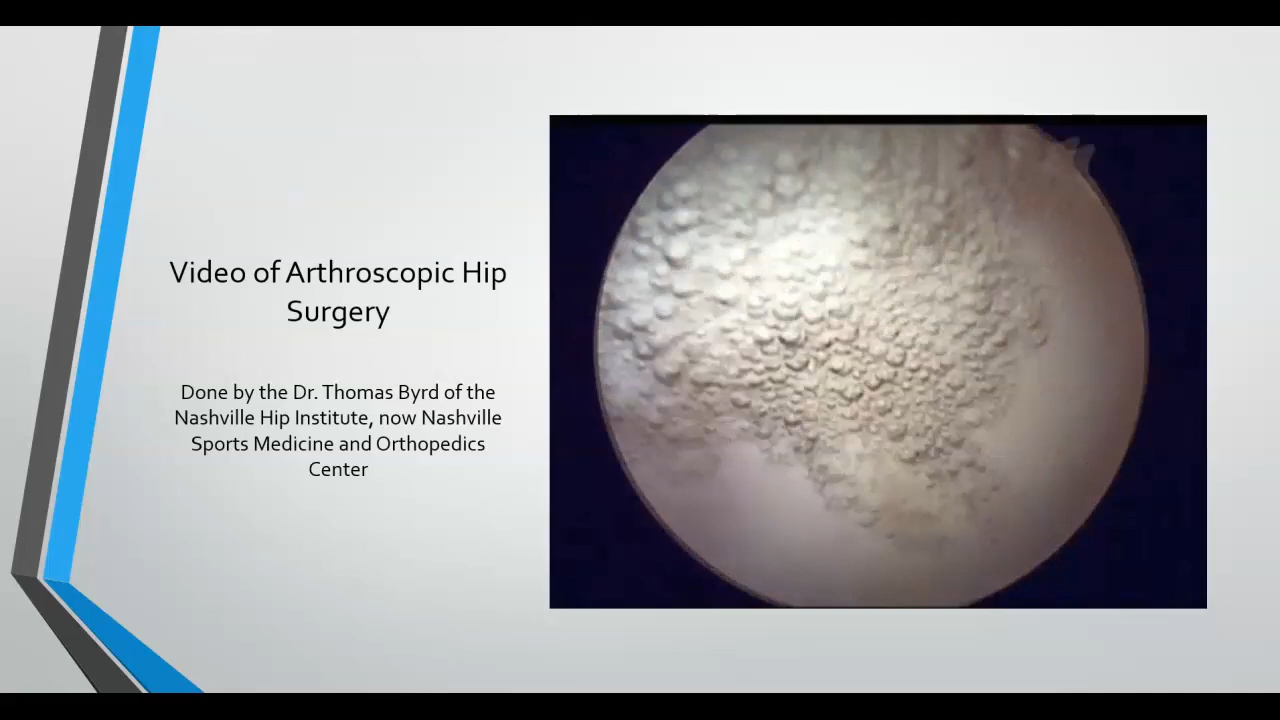 Video of Arthroscopic Hip
Surgery
Done by the Dr. Thomas Byrd of the
Nashville Hip Institute, now Nashville
Sports Medicine and Orthopedics
Center